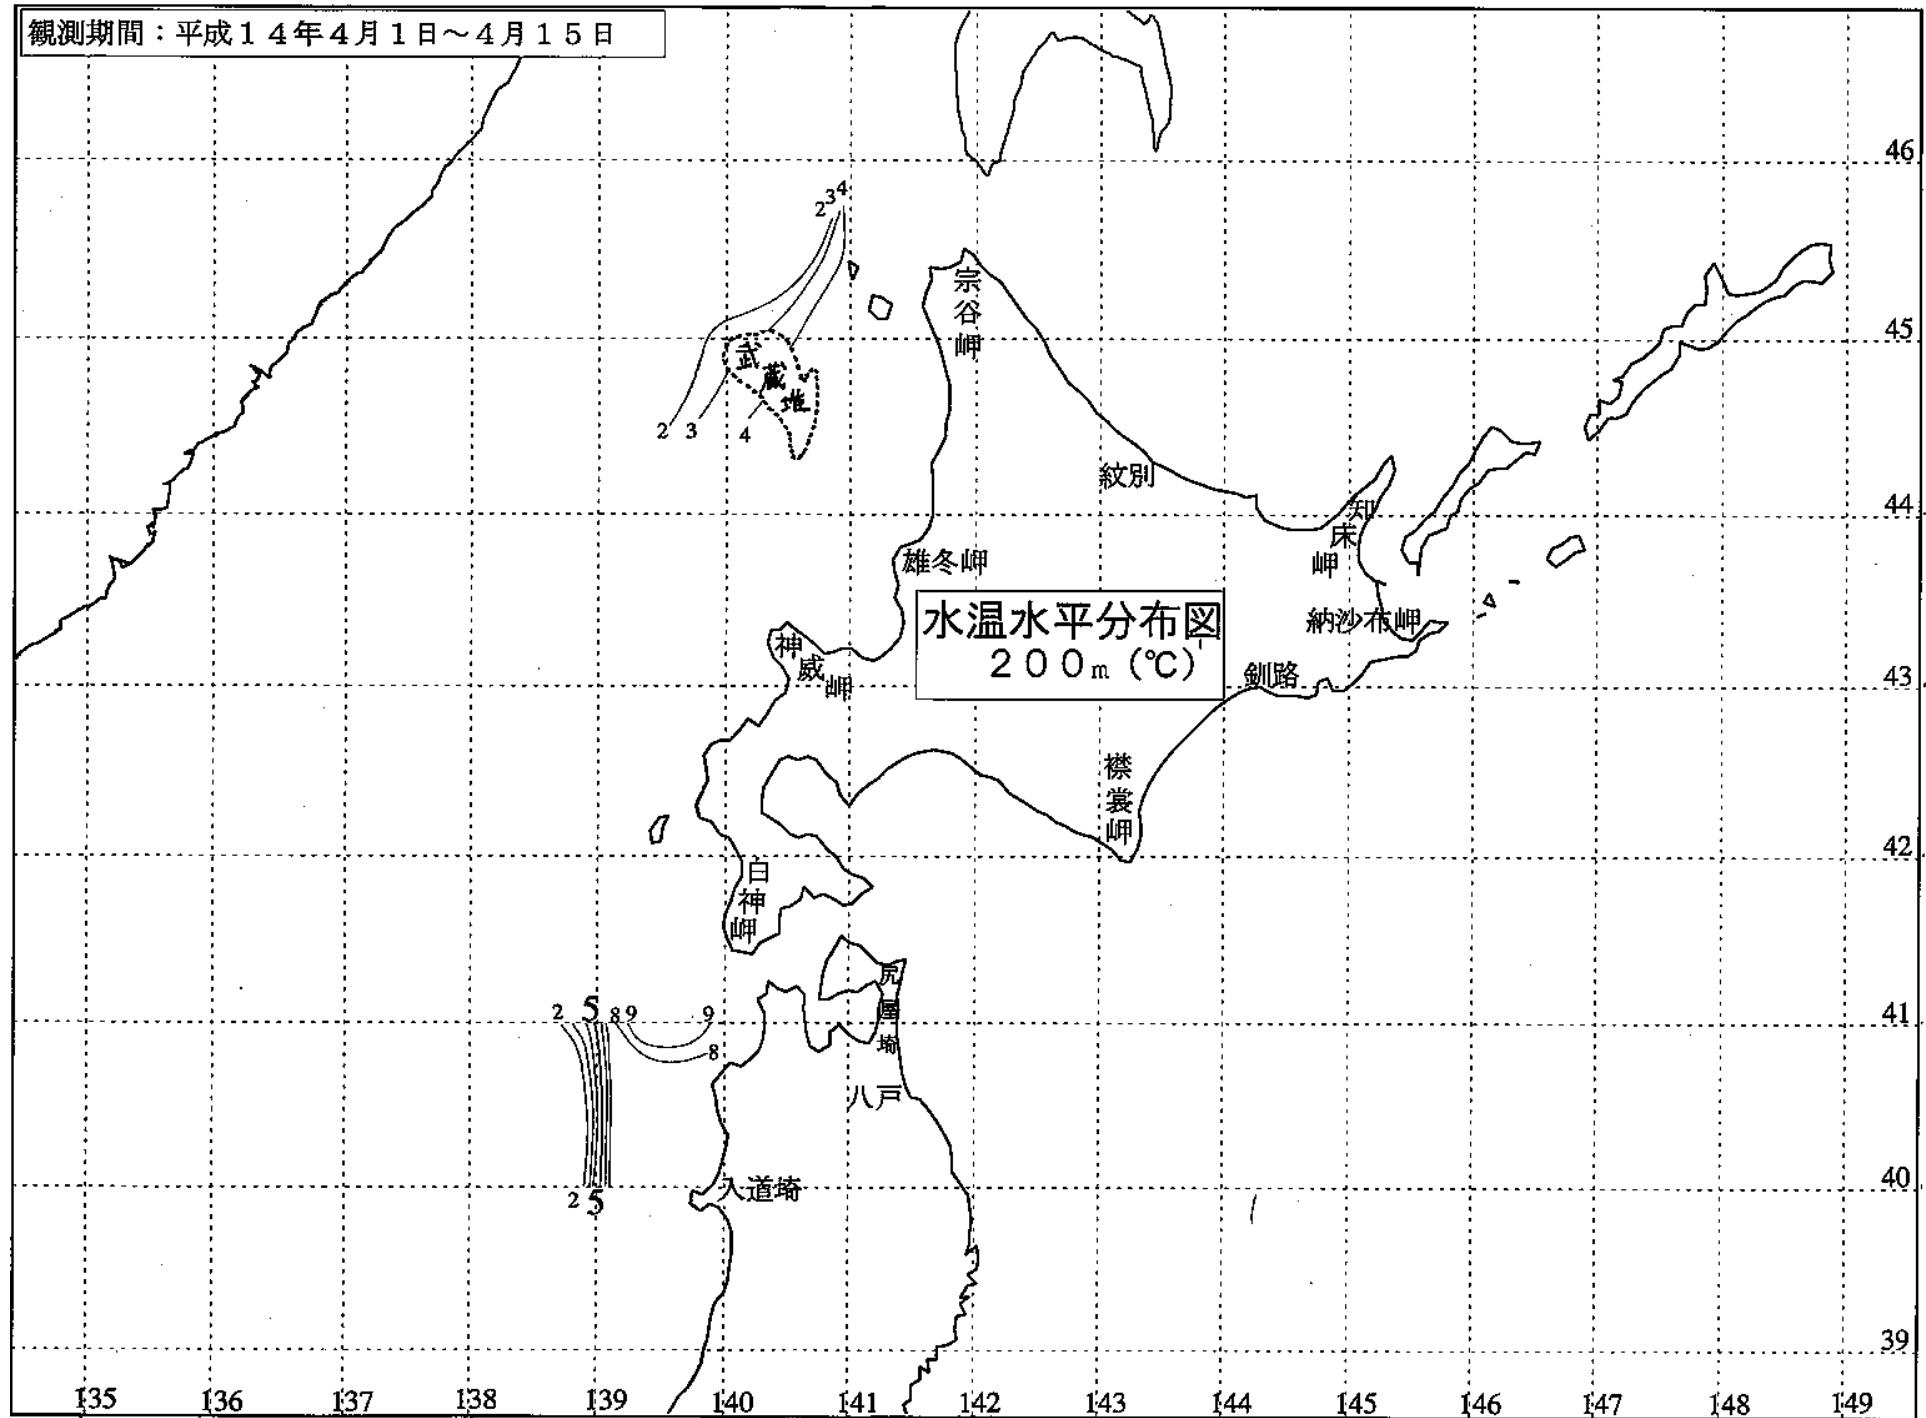 観測期間：平成１４年４月１日～４月１５日
46
2 3 4
宗谷岬
45
武蔵堆
2 3 4
紋別
44
知床岬
雄冬岬
水温水平分布図
２００ｍ（℃）
納沙布岬
神威岬
釧路
43
襟裳岬
42
白神岬
尻屋埼
2 5 8 9 9
41
8
八戸
入道埼
40
2 5
39
135 136 137 138 139 140 141 142 143 144 145 146 147 148 149